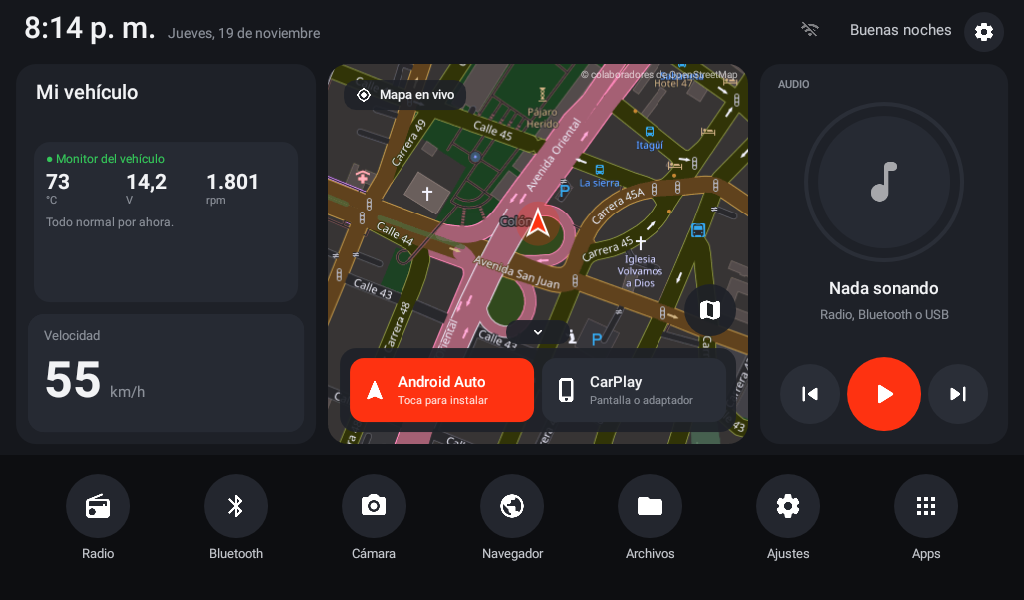 8:14 p. m.
Jueves, 19 de noviembre
Buenas noches
Mi vehículo
● Monitor del vehículo
73
14,2
1.801
°C
V
rpm
Todo normal por ahora.
Velocidad
55 km/h
© colaboradores de OpenStreetMap
Mapa en vivo
Hotel 47
Pájaro
Herido
Calle 45
Carrera 49
Avenida Oriental
Itagüí
La sierra.
P
Carrera 45A
Colón
Calle 44
Carrera 45
Iglesia
Volvamos
a Dios
Avenida San Juan
Calle 43
Carrera 48
Calle 43
P
Android Auto
Toca para instalar
CarPlay
Pantalla o adaptador
43
AUDIO
Nada sonando
Radio, Bluetooth o USB
Radio
Bluetooth
Cámara
Navegador
Archivos
Ajustes
Apps